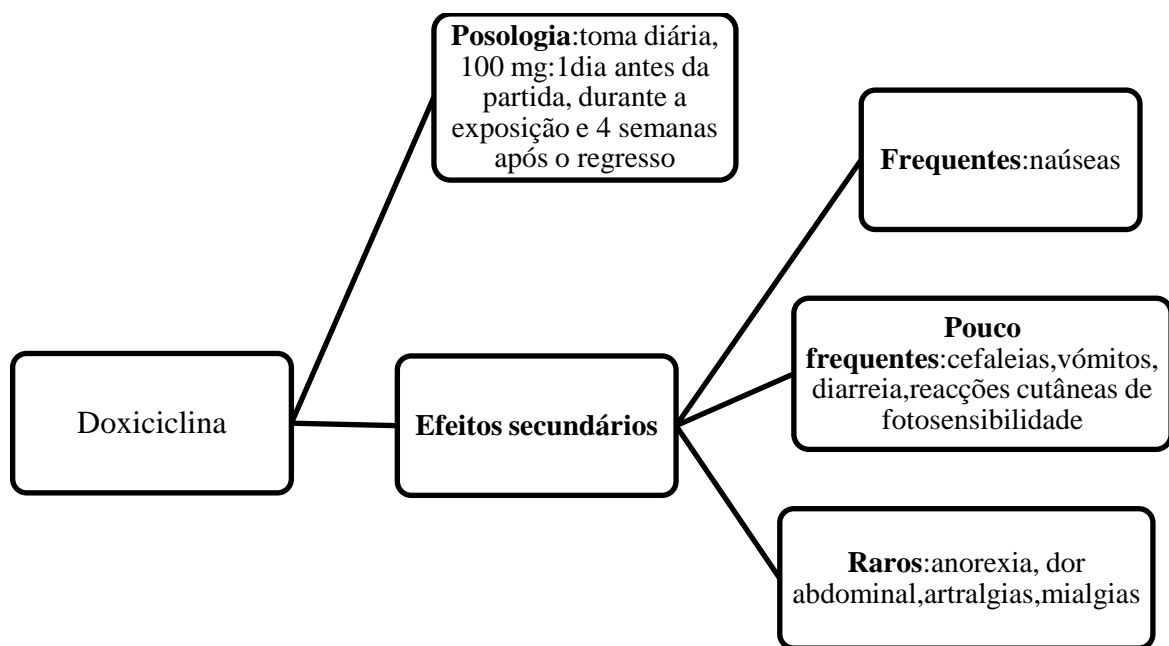 Posologia:toma diária,
100 mg:1dia antes da
partida, durante a
exposição e 4 semanas
após o regresso
Frequentes:naúseas
Pouco
frequentes:cefaleias,vómitos,
diarreia,reacções cutâneas de
fotosensibilidade
Doxiciclina
Efeitos secundários
Raros:anorexia, dor
abdominal,artralgias,mialgias